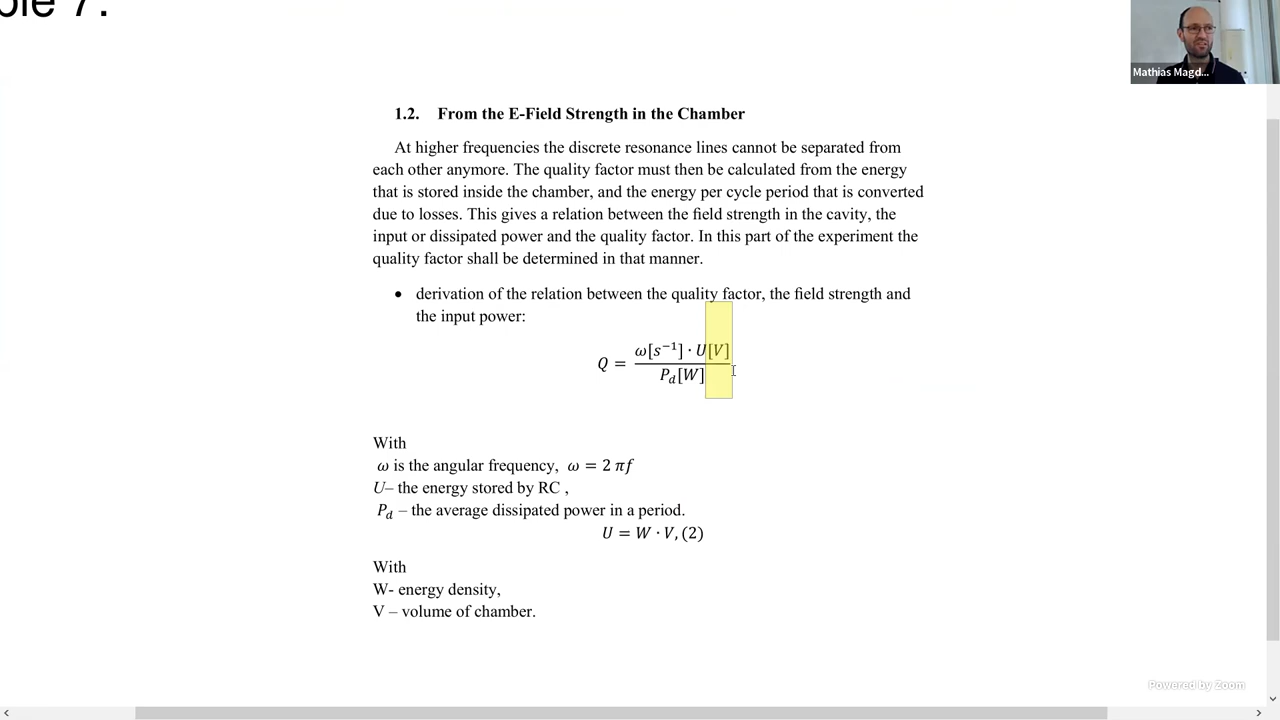 ple 7:
Mathias Magd...
1.2. From the E-Field Strength in the Chamber
At higher frequencies the discrete resonance lines cannot be separated from
each other anymore. The quality factor must then be calculated from the energy
that is stored inside the chamber, and the energy per cycle period that is converted
due to losses. This gives a relation between the field strength in the cavity, the
input or dissipated power and the quality factor. In this part of the experiment the
quality factor shall be determined in that manner.
• derivation of the relation between the quality factor, the field strength and
the input power:
Q = ω[s⁻¹] · U[V] / P_d[W]
With
ω is the angular frequency, ω = 2 πf
U– the energy stored by RC ,
P_d – the average dissipated power in a period.
U = W · V, (2)
With
W- energy density,
V – volume of chamber.
Powered by Zoom